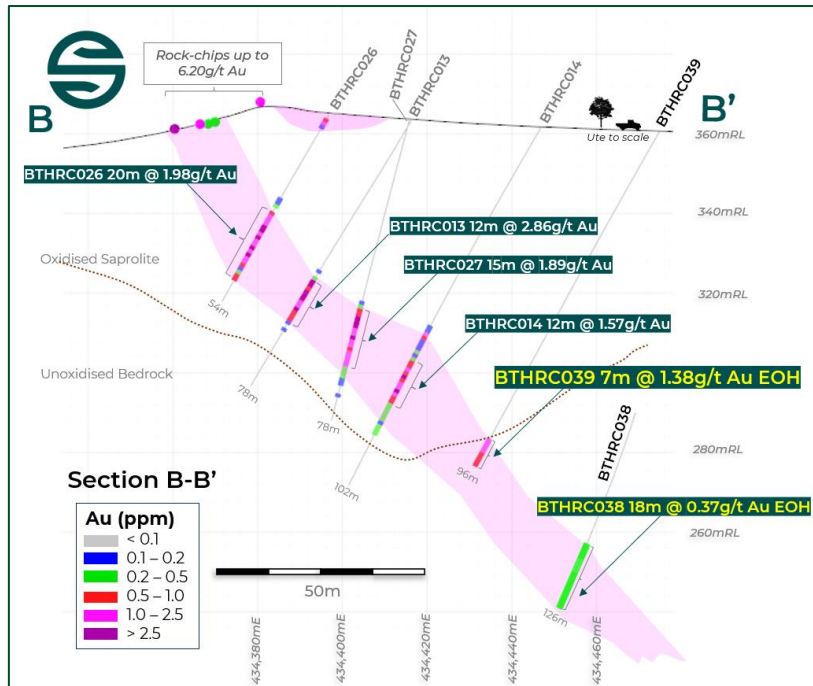 Rock-chips up to
6.20g/t Au
BTHRC026
BTHRC027
BTHRC013
BTHRC014
BTHRC039
B
B’
Ute to scale
360mRL
BTHRC026 20m @ 1.98g/t Au
340mRL
BTHRC013 12m @ 2.86g/t Au
Oxidised Saprolite
BTHRC027 15m @ 1.89g/t Au
54m
320mRL
BTHRC014 12m @ 1.57g/t Au
Unoxidised Bedrock
78m
BTHRC039 7m @ 1.38g/t Au EOH
78m
BTHRC038
280mRL
96m
102m
Section B-B’
BTHRC038 18m @ 0.37g/t Au EOH
Au (ppm)
< 0.1
0.1 – 0.2
0.2 – 0.5
0.5 – 1.0
1.0 – 2.5
> 2.5
260mRL
50m
126m
434,380mE
434,400mE
434,420mE
434,440mE
434,460mE